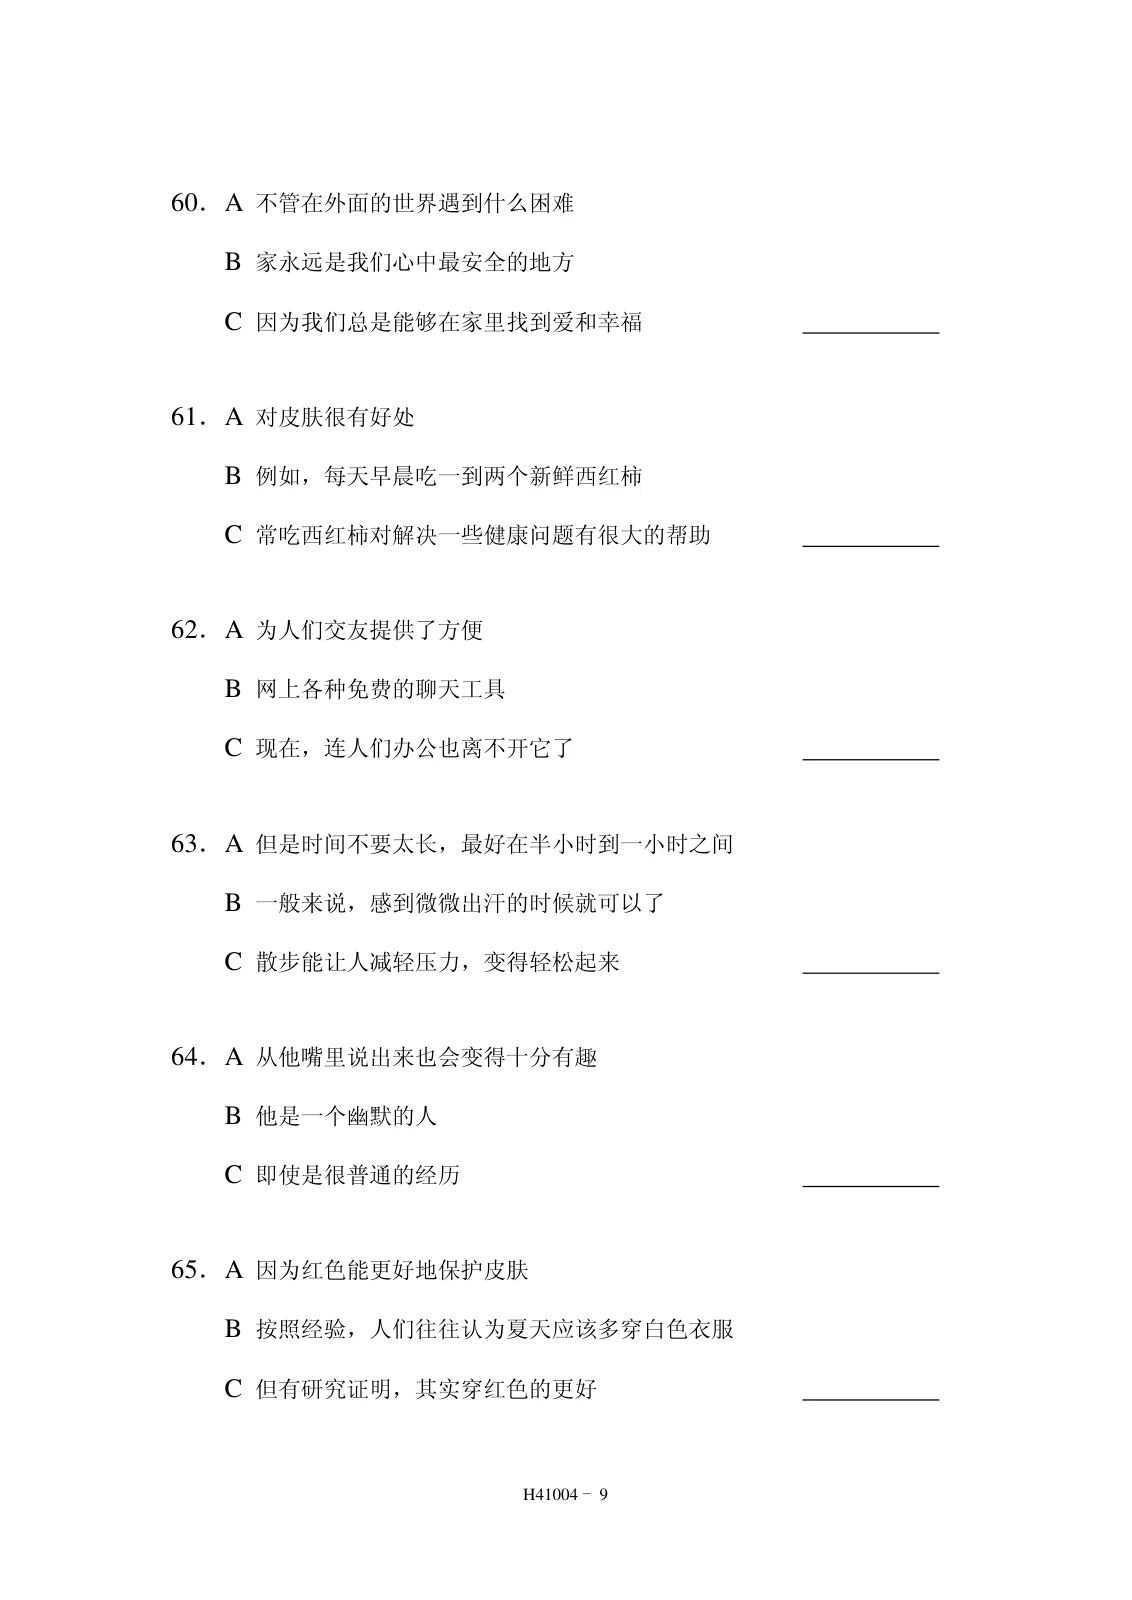 60. A 不管在外面的世界遇到什么困难
B 家永远是我们心中最安全的地方
C 因为我们总是能够在家里找到爱和幸福
61. A 对皮肤很有好处
B 例如，每天早晨吃一到两个新鲜西红柿
C 常吃西红柿对解决一些健康问题有很大的帮助
62. A 为人们交友提供了方便
B 网上各种免费的聊天工具
C 现在，连人们办公也离不开它了
63. A 但是时间不要太长，最好在半小时到一小时之间
B 一般来说，感到微微出汗的时候就可以了
C 散步能让人减轻压力，变得轻松起来
64. A 从他嘴里说出来也会变得十分有趣
B 他是一个幽默的人
C 即使是很普通的经历
65. A 因为红色能更好地保护皮肤
B 按照经验，人们往往认为夏天应该多穿白色衣服
C 但有研究证明，其实穿红色的更好
H41004 - 9